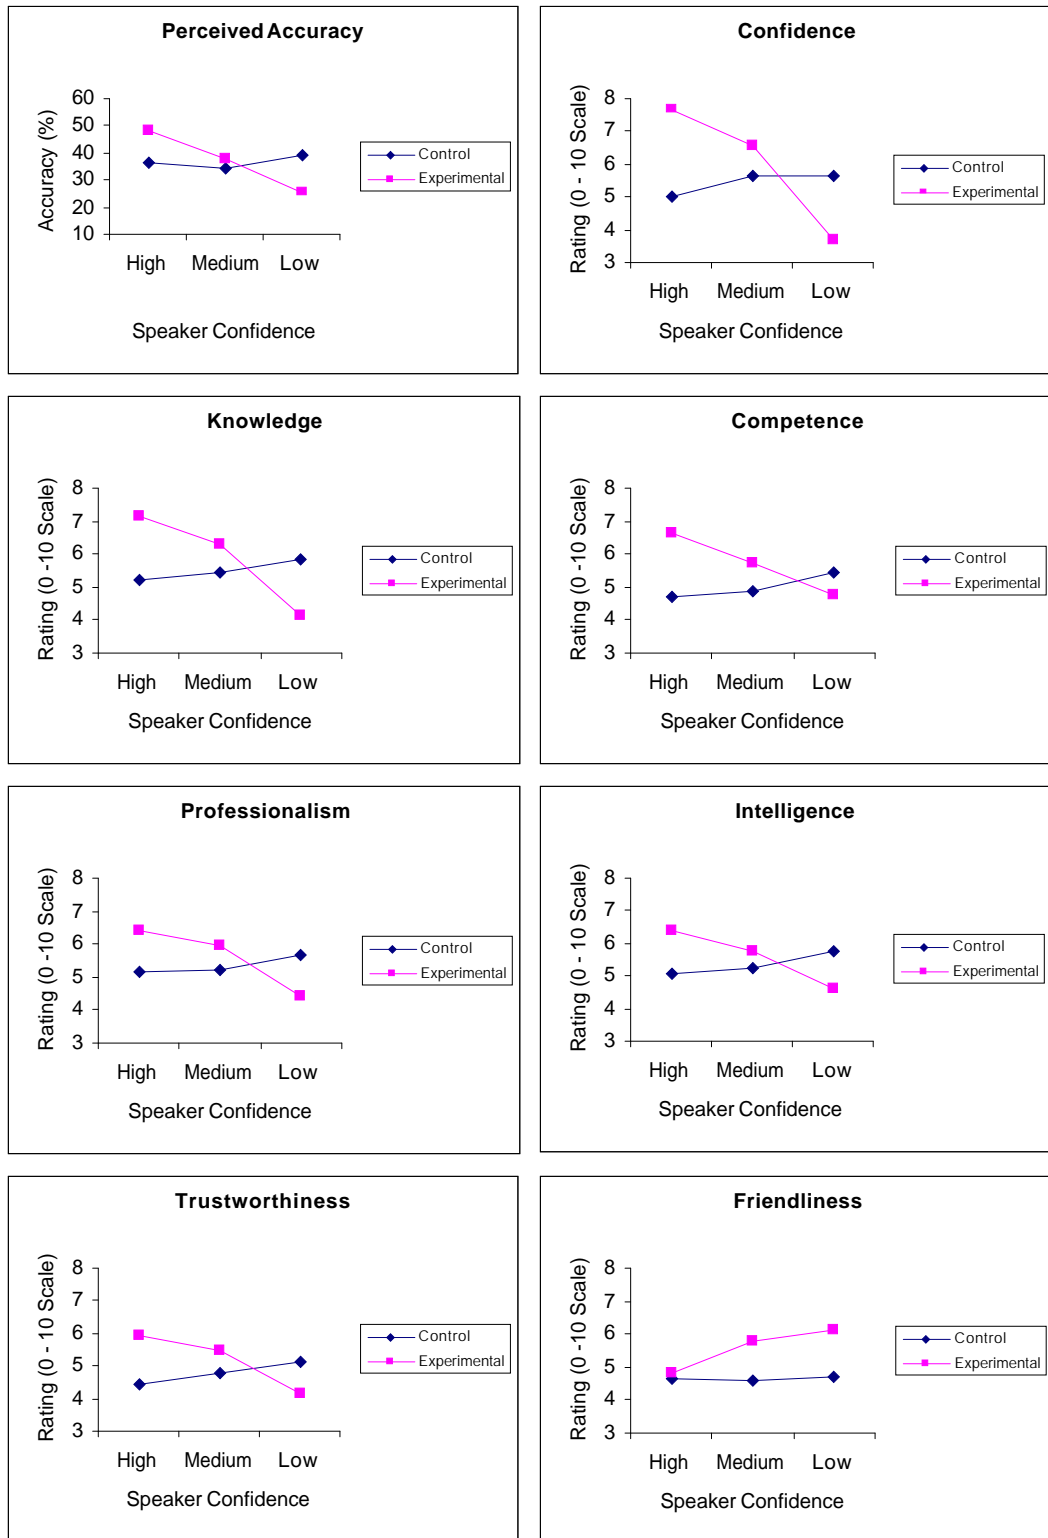 Perceived Accuracy
Accuracy (%)
60
50
40
30
20
10
High Medium Low
Speaker Confidence
Control
Experimental
Confidence
Rating (0 - 10 Scale)
8
7
6
5
4
3
High Medium Low
Speaker Confidence
Control
Experimental
Knowledge
Rating (0 -10 Scale)
8
7
6
5
4
3
High Medium Low
Speaker Confidence
Control
Experimental
Competence
Rating (0 -10 Scale)
8
7
6
5
4
3
High Medium Low
Speaker Confidence
Control
Experimental
Professionalism
Rating (0 -10 Scale)
8
7
6
5
4
3
High Medium Low
Speaker Confidence
Control
Experimental
Intelligence
Rating (0 - 10 Scale)
8
7
6
5
4
3
High Medium Low
Speaker Confidence
Control
Experimental
Trustworthiness
Rating (0 - 10 Scale)
8
7
6
5
4
3
High Medium Low
Speaker Confidence
Control
Experimental
Friendliness
Rating (0 - 10 Scale)
8
7
6
5
4
3
High Medium Low
Speaker Confidence
Control
Experimental